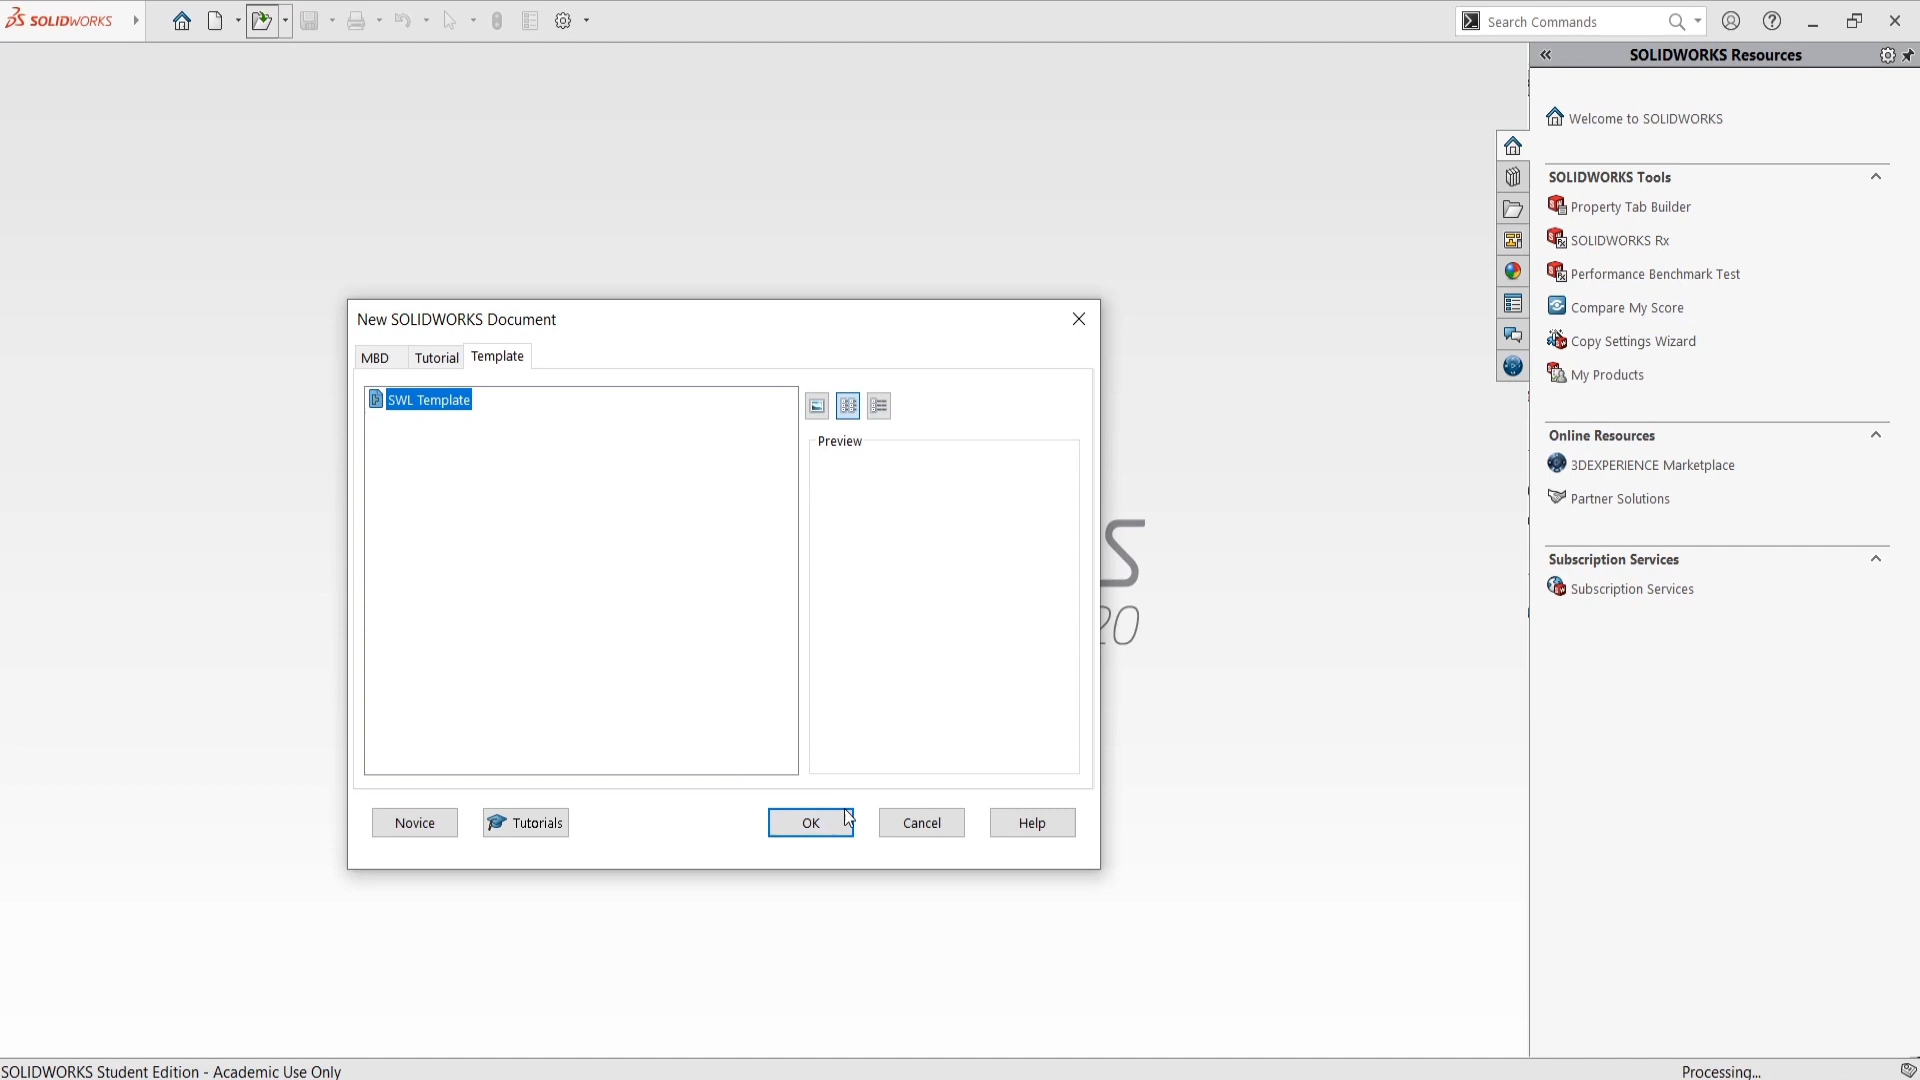 SOLIDWORKS
Search Commands
SOLIDWORKS Resources
Welcome to SOLIDWORKS
SOLIDWORKS Tools
Property Tab Builder
SOLIDWORKS Rx
Performance Benchmark Test
Compare My Score
Copy Settings Wizard
My Products
Online Resources
3DEXPERIENCE Marketplace
Partner Solutions
Subscription Services
Subscription Services
New SOLIDWORKS Document
MBD
Tutorial
Template
SWL Template
Preview
S
20
Novice
Tutorials
OK
Cancel
Help
SOLIDWORKS Student Edition - Academic Use Only
Processing...